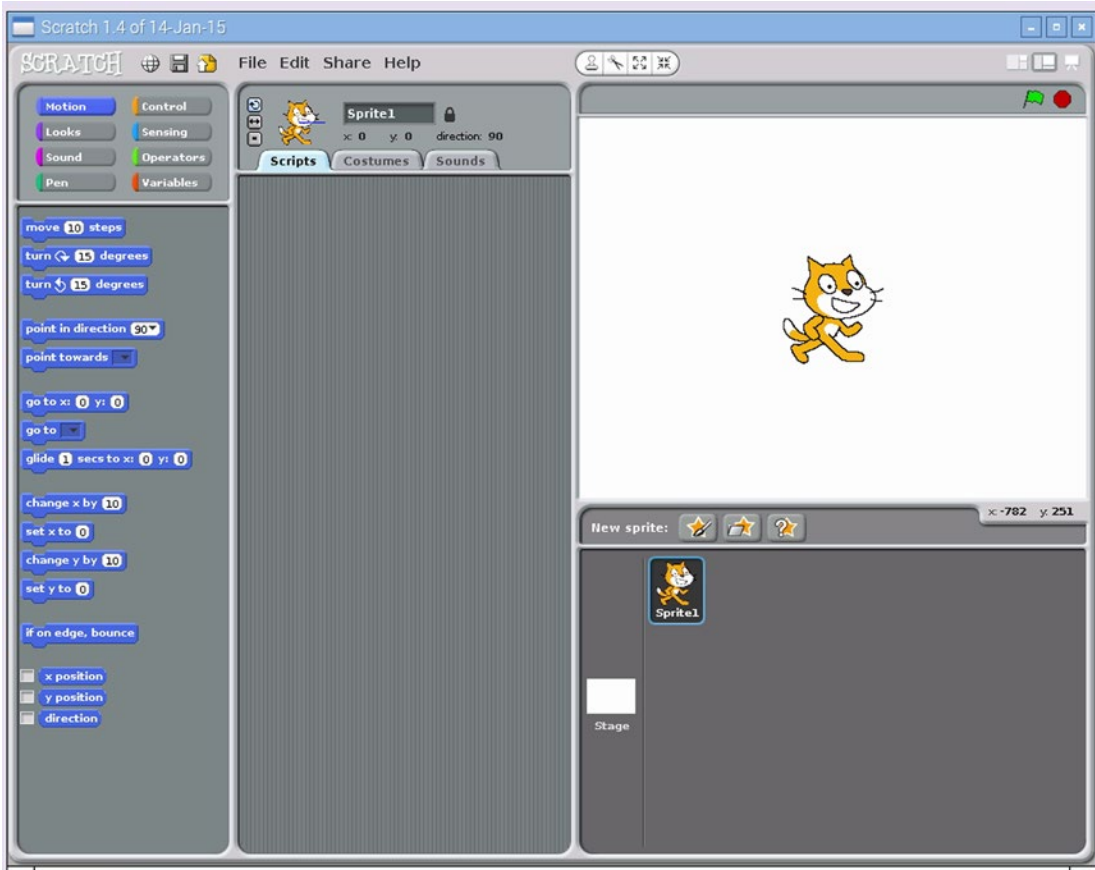 Scratch 1.4 of 14-Jan-15
SCRATCH
File Edit Share Help
Motion
Control
Looks
Sensing
Sound
Operators
Pen
Variables
move 10 steps
turn 15 degrees
turn 15 degrees
point in direction 90
point towards
go to x: 0 y: 0
go to
glide 1 secs to x: 0 y: 0
change x by 10
set x to 0
change y by 10
set y to 0
if on edge, bounce
x position
y position
direction
Sprite1
x: 0 y: 0 direction: 90
Scripts
Costumes
Sounds
x: -782 y: 251
New sprite:
Sprite1
Stage